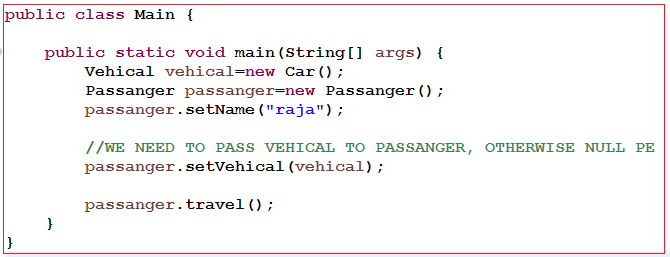 public class Main {
public static void main(String[] args) {
Vehical vehical=new Car();
Passanger passanger=new Passanger();
passanger.setName("raja");
//WE NEED TO PASS VEHICAL TO PASSANGER, OTHERWISE NULL PE
passanger.setVehical(vehical);
passanger.travel();
}
}